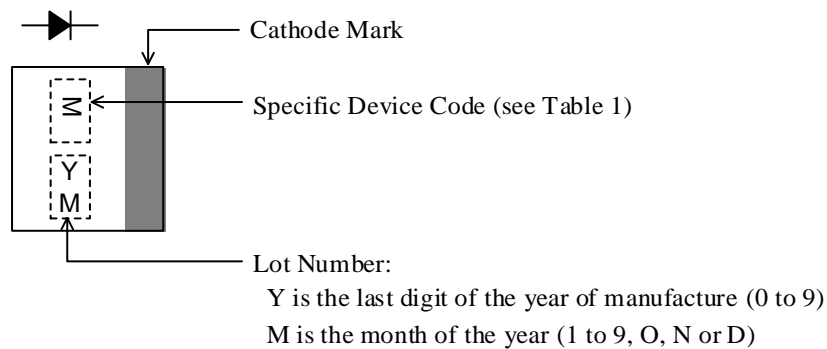 Cathode Mark
M
Specific Device Code (see Table 1)
Y
M
Lot Number:
Y is the last digit of the year of manufacture (0 to 9)
M is the month of the year (1 to 9, O, N or D)